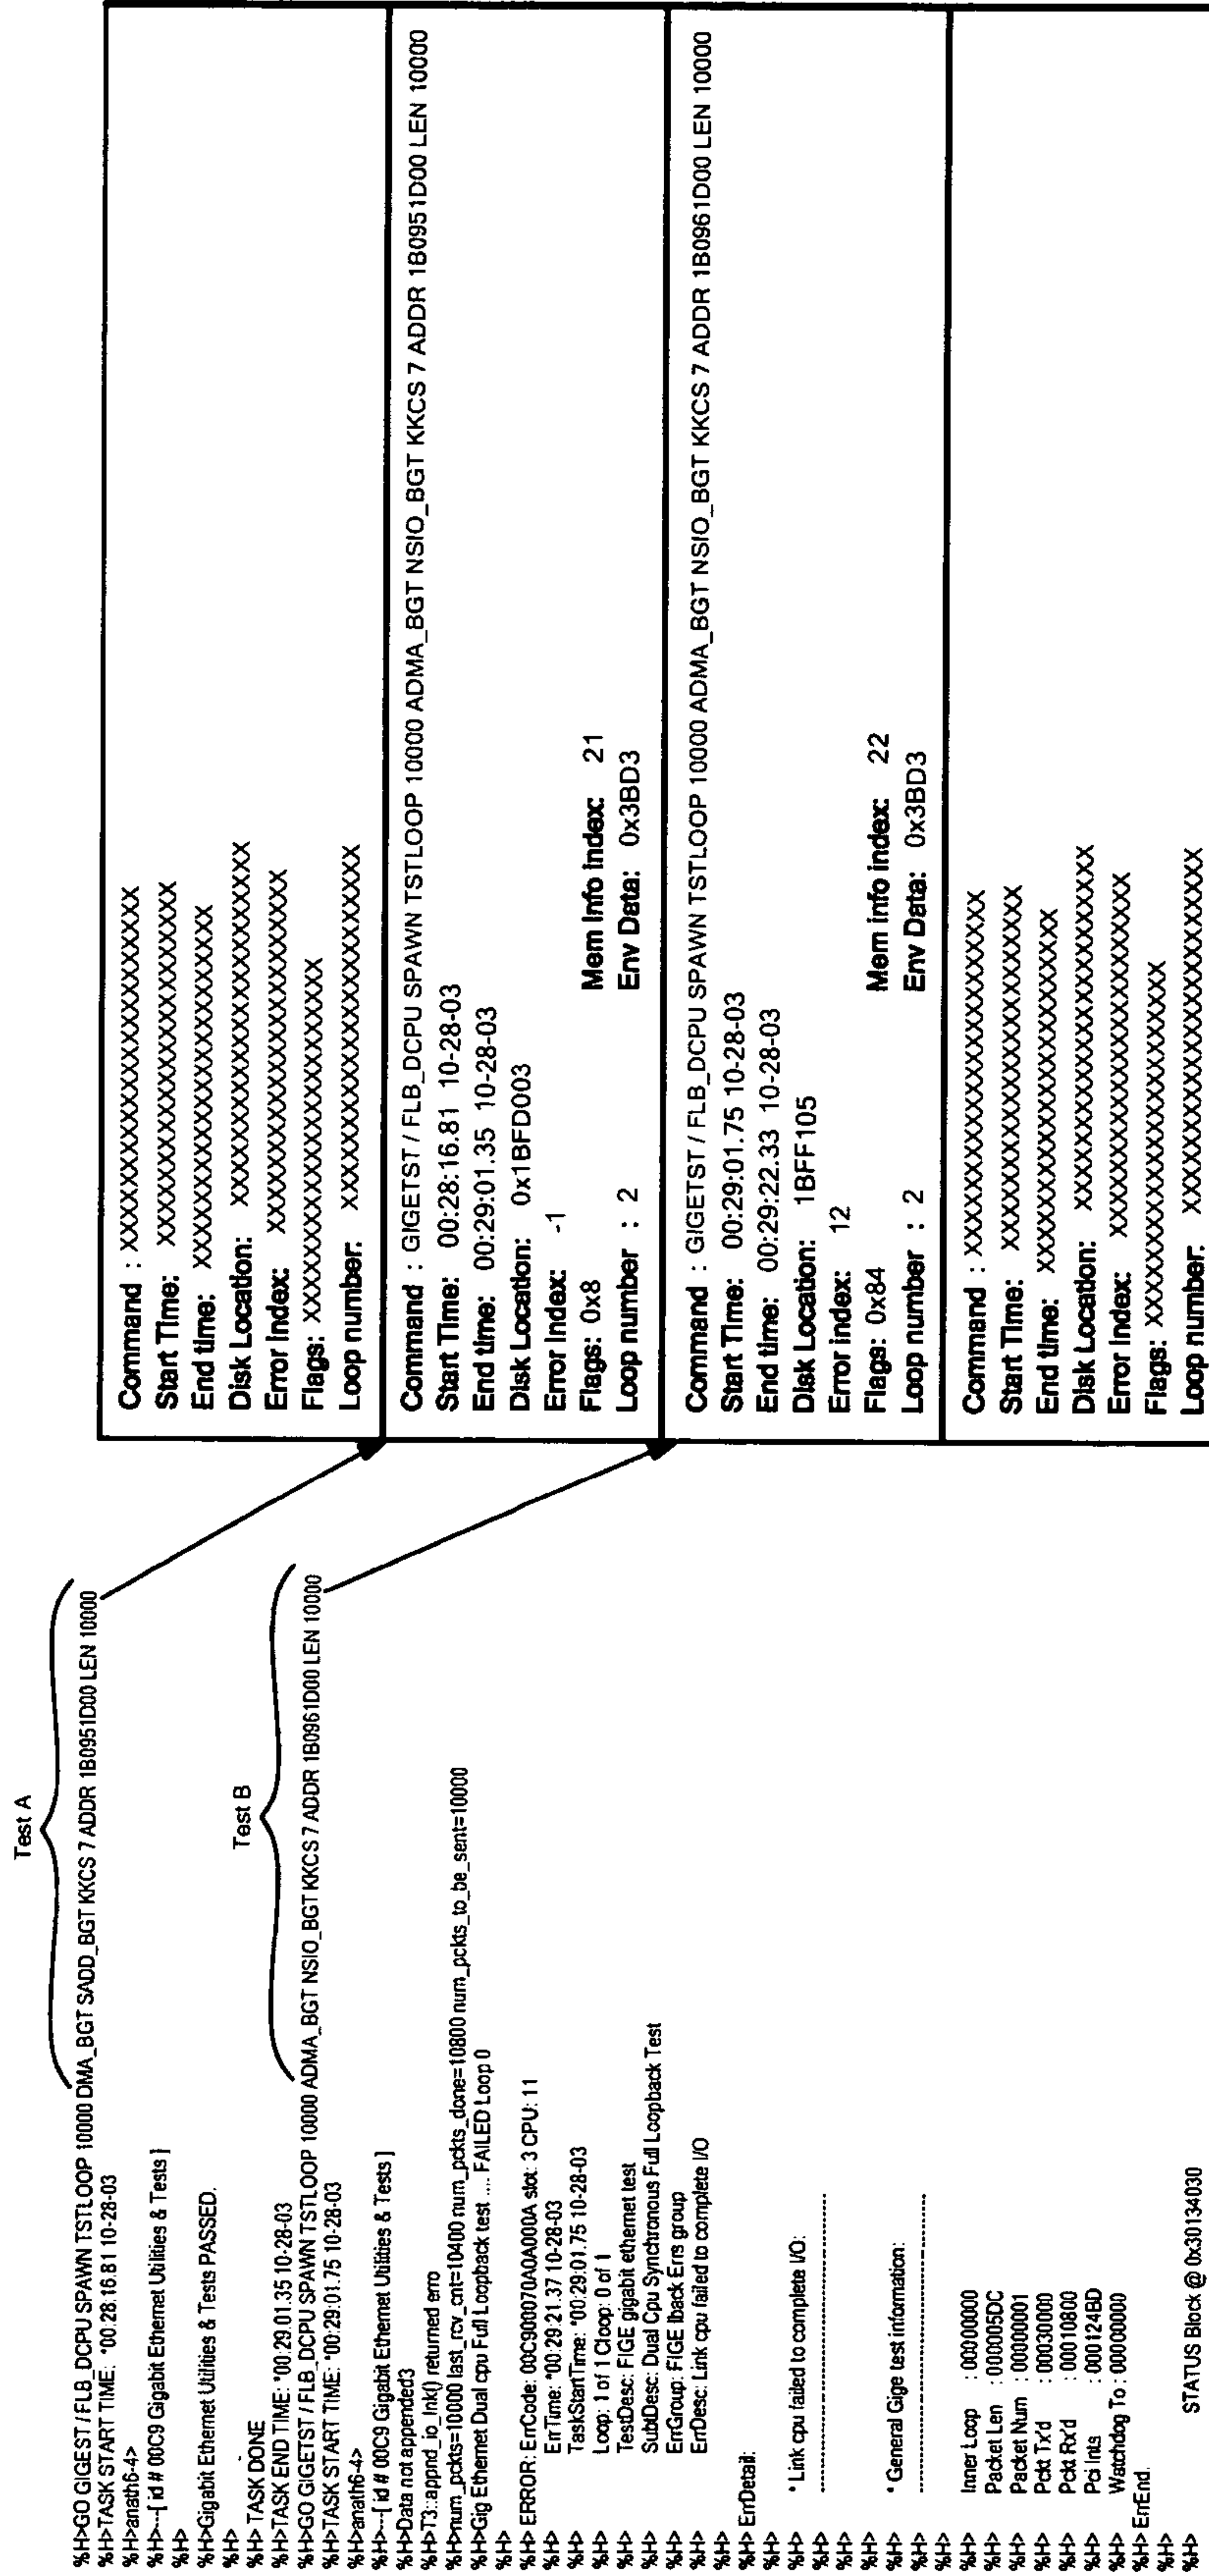 Test A
%H>GO GIGEST / FLB_DCPU SPAWN TSTLOOP 10000 DMA_BGT SADD_BGT KKCS 7 ADDR 1B0951D00 LEN 10000
%H>TASK START TIME: *00:28:16.81 10-28-03
%H>anath6-4>
%H>---[ id # 00C9 Gigabit Ethernet Utilities & Tests ]
%H>
%H>Gigabit Ethernet Utilities & Tests PASSED.
%H>
%H> TASK DONE
%H>TASK END TIME: *00:29:01.35 10-28-03
Test B
%H>GO GIGETST / FLB_DCPU SPAWN TSTLOOP 10000 ADMA_BGT NSIO_BGT KKCS 7 ADDR 1B0961D00 LEN 10000
%H>TASK START TIME: *00:29:01.75 10-28-03
%H>anath6-4>
%H>---[ id # 00C9 Gigabit Ethernet Utilities & Tests ]
%H>Data not appended3
%H>T3::appnd_io_lnk() returned erro
%H>num_pckts=10000 last_rcv_cnt=10400 num_pckts_done=10800 num_pckts_to_be_sent=10000
%H>Gig Ethernet Dual cpu Full Loopback test .... FAILED Loop 0
%H>
%H> ERROR: ErrCode: 00C900070A0A000A slot: 3 CPU: 11
%H> ErrTime: *00:29:21.37 10-28-03
%H> TaskStartTime: *00:29:01.75 10-28-03
%H> Loop: 1 of 1 Cloop: 0 of 1
%H> TestDesc: FIGE gigabit ethernet test
%H> SubtDesc: Dual Cpu Synchronous Full Loopback Test
%H> ErrGroup: FIGE lback Errs group
%H> ErrDesc: Link cpu failed to complete I/O
%H>
%H> ErrDetail:
%H>
%H> * Link cpu failed to complete I/O:
%H> ------------------------------------------
%H>
%H>
%H> * General Gige test information:
%H> ------------------------------------------
%H>
%H> Inner Loop : 00000000
%H> Packet Len : 000005DC
%H> Packet Num : 00000001
%H> Pckt Tx'd : 00030000
%H> Pckt Rx'd : 00010800
%H> Pci Ints : 000124BD
%H> Watchdog To : 00000000
%H> ErrEnd.
%H>
%H> STATUS Block @ 0x30134030
Command : XXXXXXXXXXXXXXXXXXXXXXXXX
Start Time: XXXXXXXXXXXXXXXXXXXXXXXX
End time: XXXXXXXXXXXXXXXXXXXXXXXX
Disk Location: XXXXXXXXXXXXXXXXXXXXXXXX
Error Index: XXXXXXXXXXXXXXXXXXXXXXXX
Flags: XXXXXXXXXXXXXXXXXXXXXXXX
Loop number: XXXXXXXXXXXXXXXXXXXXXXXX
Command : GIGETST / FLB_DCPU SPAWN TSTLOOP 10000 ADMA_BGT NSIO_BGT KKCS 7 ADDR 1B0951D00 LEN 10000
Start Time: 00:28:16.81 10-28-03
End time: 00:29:01.35 10-28-03
Disk Location: 0x1BFD003
Error Index: -1
Flags: 0x8 Mem Info index: 21
Loop number : 2 Env Data: 0x3BD3
Command : GIGETST / FLB_DCPU SPAWN TSTLOOP 10000 ADMA_BGT NSIO_BGT KKCS 7 ADDR 1B0961D00 LEN 10000
Start Time: 00:29:01.75 10-28-03
End time: 00:29:22.33 10-28-03
Disk Location: 1BFF105
Error index: 12
Flags: 0x84 Mem info index: 22
Loop number : 2 Env Data: 0x3BD3
Command : XXXXXXXXXXXXXXXXXXXXXXXXX
Start Time: XXXXXXXXXXXXXXXXXXXXXXXX
End time: XXXXXXXXXXXXXXXXXXXXXXXX
Disk Location: XXXXXXXXXXXXXXXXXXXXXXXX
Error Index: XXXXXXXXXXXXXXXXXXXXXXXX
Flags: XXXXXXXXXXXXXXXXXXXXXXXX
Loop number: XXXXXXXXXXXXXXXXXXXXXXXX